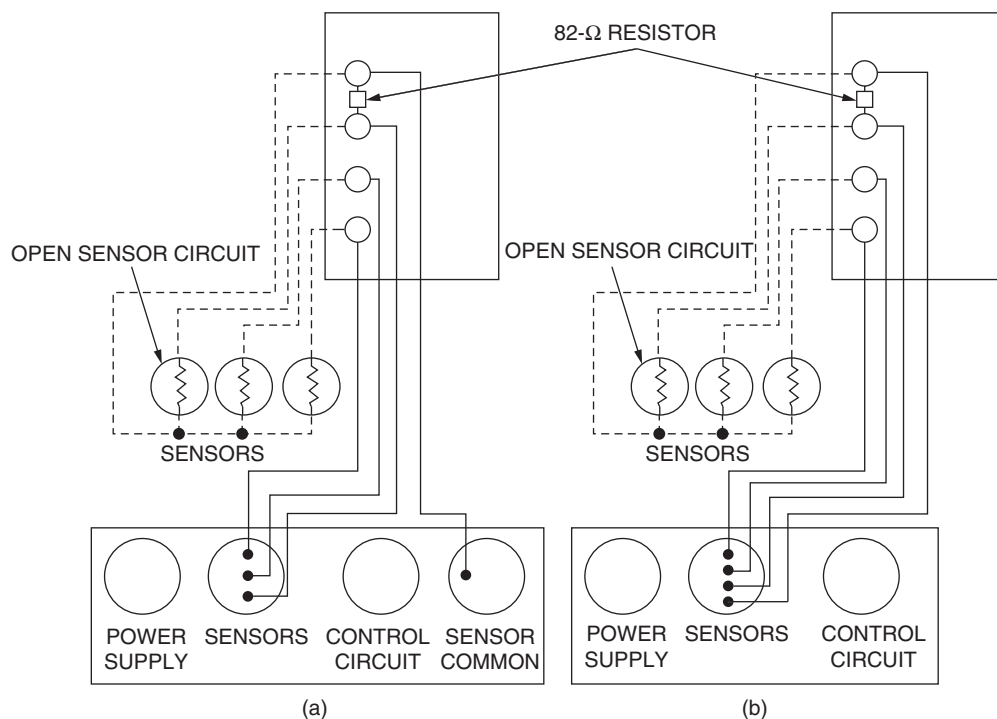 82-Ω RESISTOR
OPEN SENSOR CIRCUIT
OPEN SENSOR CIRCUIT
SENSORS
SENSORS
POWER
SUPPLY
SENSORS
CONTROL
CIRCUIT
SENSOR
COMMON
POWER
SUPPLY
SENSORS
CONTROL
CIRCUIT
(a)
(b)